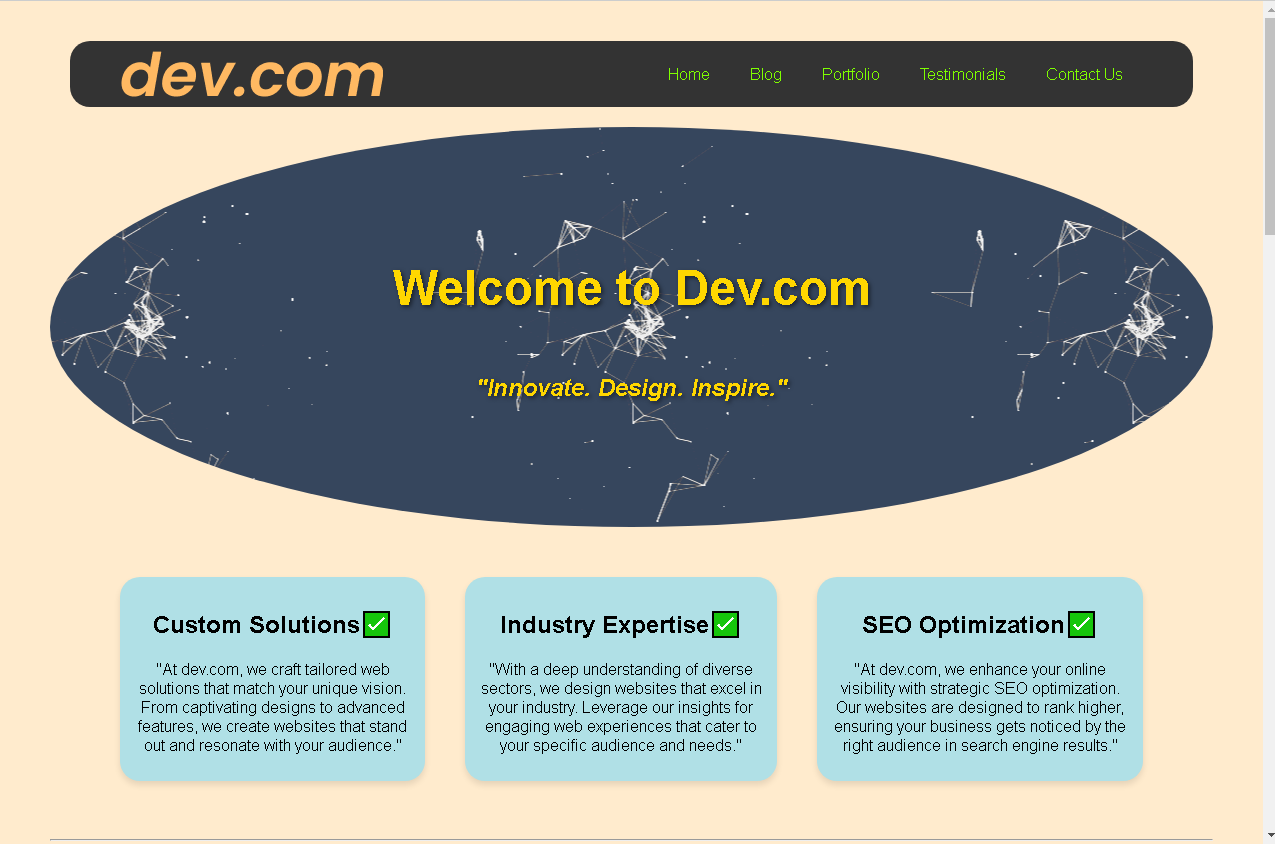 dev.com
Home Blog Portfolio Testimonials Contact Us
Welcome to Dev.com
"Innovate. Design. Inspire."
Custom Solutions✅
"At dev.com, we craft tailored web
solutions that match your unique vision.
From captivating designs to advanced
features, we create websites that stand
out and resonate with your audience."
Industry Expertise✅
"With a deep understanding of diverse
sectors, we design websites that excel in
your industry. Leverage our insights for
engaging web experiences that cater to
your specific audience and needs."
SEO Optimization✅
"At dev.com, we enhance your online
visibility with strategic SEO optimization.
Our websites are designed to rank higher,
ensuring your business gets noticed by the
right audience in search engine results."